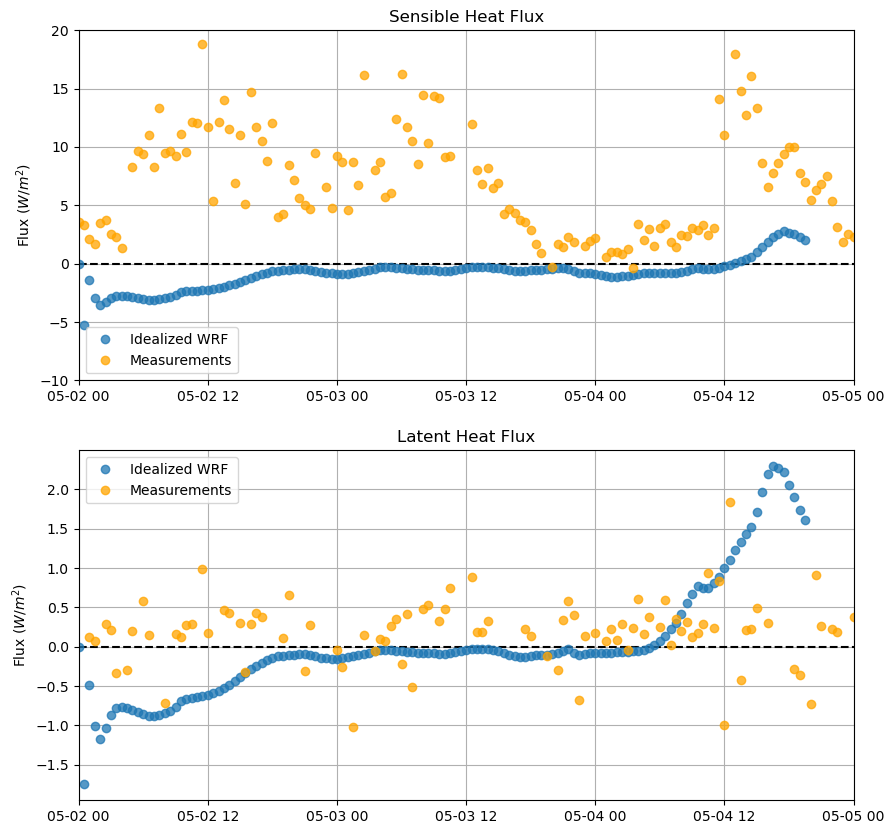 Sensible Heat Flux
20
15
10
5
0
−5
−10
Flux (W/m²)
Idealized WRF
Measurements
05-02 00 05-02 12 05-03 00 05-03 12 05-04 00 05-04 12 05-05 00
Latent Heat Flux
2.0
1.5
1.0
0.5
0.0
−0.5
−1.0
−1.5
Flux (W/m²)
Idealized WRF
Measurements
05-02 00 05-02 12 05-03 00 05-03 12 05-04 00 05-04 12 05-05 00